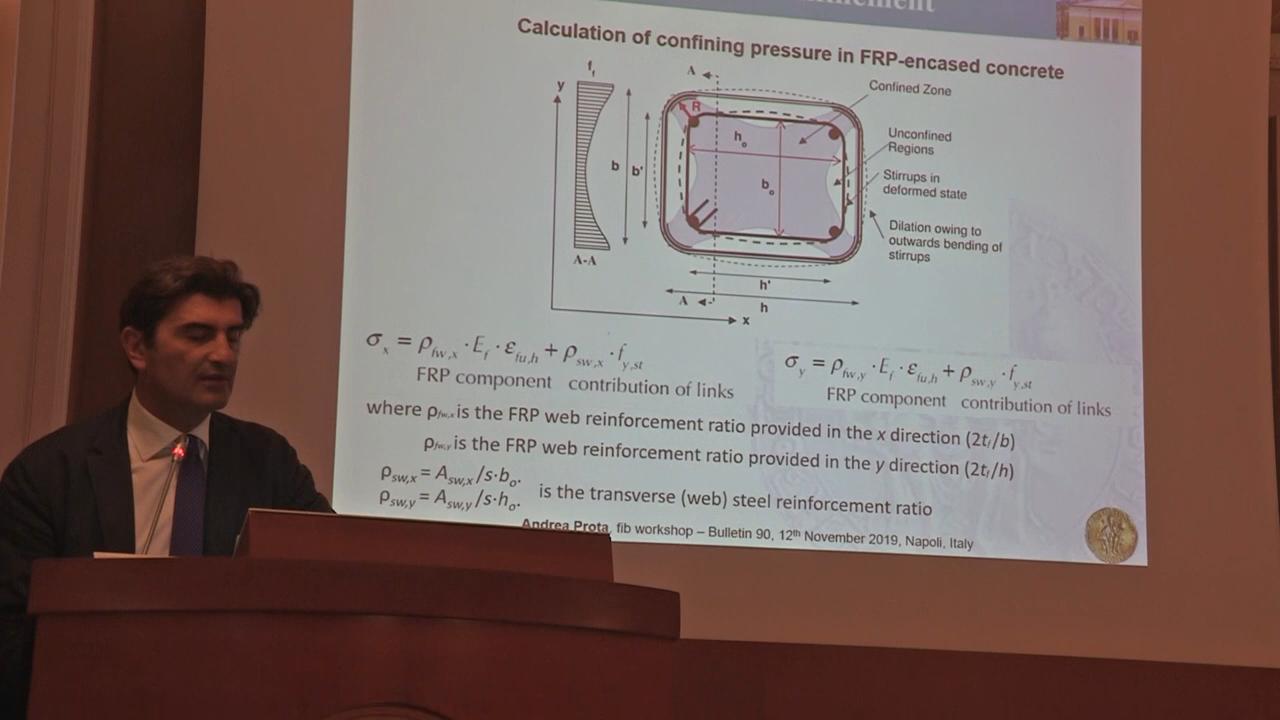 Calculation of confining pressure in FRP-encased concrete
f_f
y
A
R
Confined Zone
h_o
Unconfined
Regions
b
b'
b_o
Stirrups in
deformed state
Dilation owing to
outwards bending of
stirrups
A-A
h'
A
h
x
σ_x = ρ_fw,x · E_f · ε_fu,h + ρ_sw,x · f_y,st
FRP component contribution of links
σ_y = ρ_fw,y · E_f · ε_fu,h + ρ_sw,y · f_y,st
FRP component contribution of links
where ρ_fw,x is the FRP web reinforcement ratio provided in the x direction (2t_f/b)
ρ_fw,y is the FRP web reinforcement ratio provided in the y direction (2t_f/h)
ρ_sw,x = A_sw,x/s·b_o.
ρ_sw,y = A_sw,y/s·h_o.
is the transverse (web) steel reinforcement ratio
Andrea Prota, fib workshop – Bulletin 90, 12th November 2019, Napoli, Italy